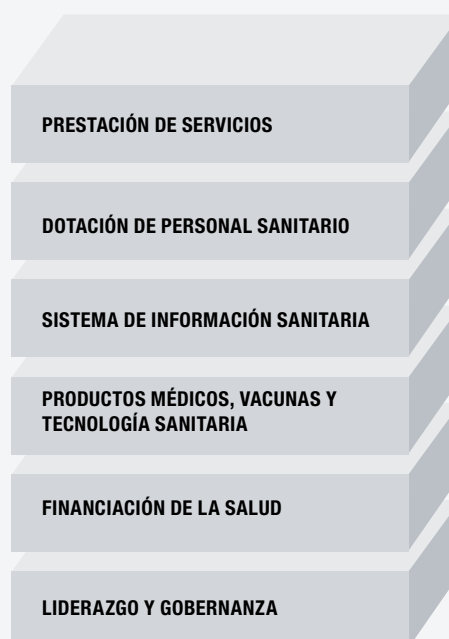 PRESTACIÓN DE SERVICIOS
DOTACIÓN DE PERSONAL SANITARIO
SISTEMA DE INFORMACIÓN SANITARIA
PRODUCTOS MÉDICOS, VACUNAS Y
TECNOLOGÍA SANITARIA
FINANCIACIÓN DE LA SALUD
LIDERAZGO Y GOBERNANZA